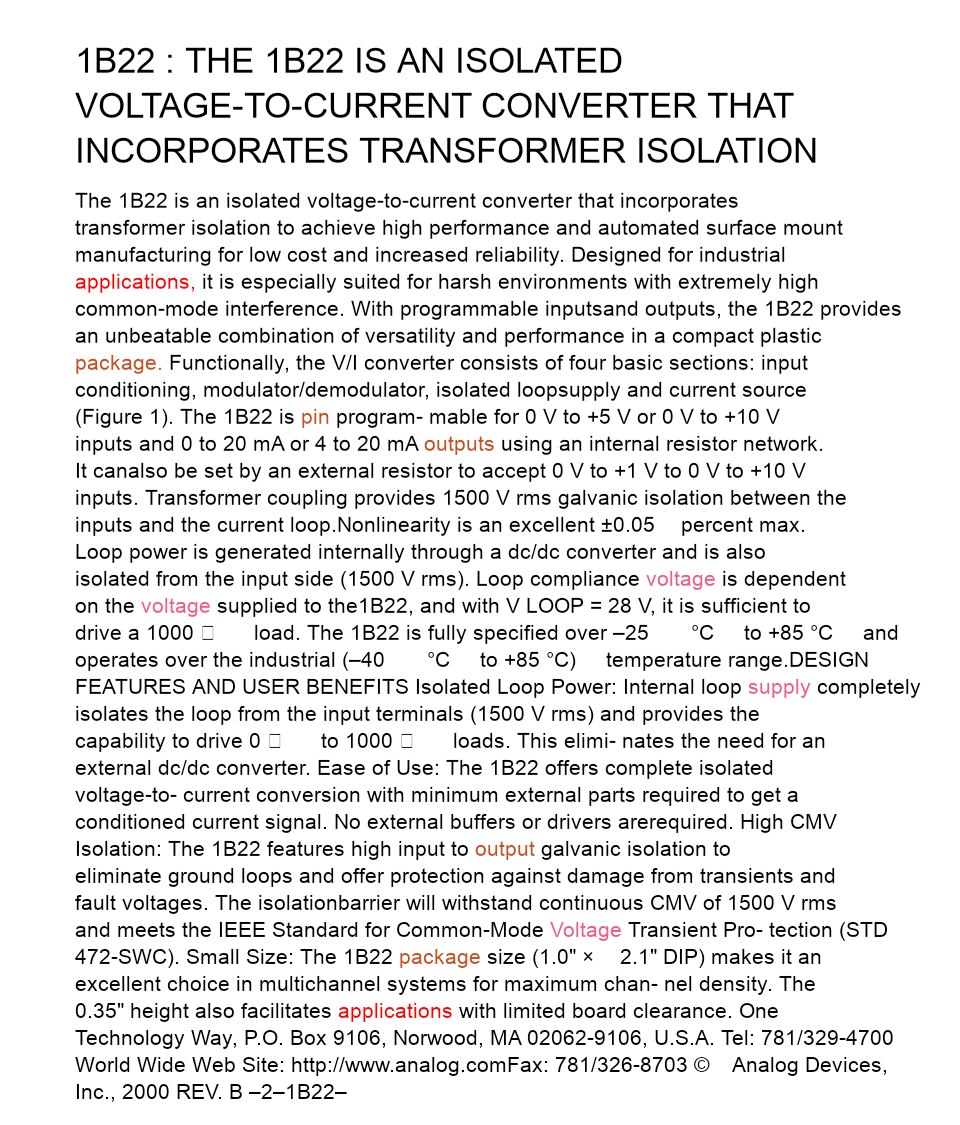 1B22 : THE 1B22 IS AN ISOLATED
VOLTAGE-TO-CURRENT CONVERTER THAT
INCORPORATES TRANSFORMER ISOLATION
The 1B22 is an isolated voltage-to-current converter that incorporates
transformer isolation to achieve high performance and automated surface mount
manufacturing for low cost and increased reliability. Designed for industrial
applications, it is especially suited for harsh environments with extremely high
common-mode interference. With programmable inputsand outputs, the 1B22 provides
an unbeatable combination of versatility and performance in a compact plastic
package. Functionally, the V/I converter consists of four basic sections: input
conditioning, modulator/demodulator, isolated loopsupply and current source
(Figure 1). The 1B22 is pin program- mable for 0 V to +5 V or 0 V to +10 V
inputs and 0 to 20 mA or 4 to 20 mA outputs using an internal resistor network.
It canalso be set by an external resistor to accept 0 V to +1 V to 0 V to +10 V
inputs. Transformer coupling provides 1500 V rms galvanic isolation between the
inputs and the current loop.Nonlinearity is an excellent ±0.05 percent max.
Loop power is generated internally through a dc/dc converter and is also
isolated from the input side (1500 V rms). Loop compliance voltage is dependent
on the voltage supplied to the1B22, and with V LOOP = 28 V, it is sufficient to
drive a 1000 □ load. The 1B22 is fully specified over –25 °C to +85 °C and
operates over the industrial (–40 °C to +85 °C) temperature range.DESIGN
FEATURES AND USER BENEFITS Isolated Loop Power: Internal loop supply completely
isolates the loop from the input terminals (1500 V rms) and provides the
capability to drive 0 □ to 1000 □ loads. This elimi- nates the need for an
external dc/dc converter. Ease of Use: The 1B22 offers complete isolated
voltage-to- current conversion with minimum external parts required to get a
conditioned current signal. No external buffers or drivers arerequired. High CMV
Isolation: The 1B22 features high input to output galvanic isolation to
eliminate ground loops and offer protection against damage from transients and
fault voltages. The isolationbarrier will withstand continuous CMV of 1500 V rms
and meets the IEEE Standard for Common-Mode Voltage Transient Pro- tection (STD
472-SWC). Small Size: The 1B22 package size (1.0" × 2.1" DIP) makes it an
excellent choice in multichannel systems for maximum chan- nel density. The
0.35" height also facilitates applications with limited board clearance. One
Technology Way, P.O. Box 9106, Norwood, MA 02062-9106, U.S.A. Tel: 781/329-4700
World Wide Web Site: http://www.analog.comFax: 781/326-8703 © Analog Devices,
Inc., 2000 REV. B –2–1B22–